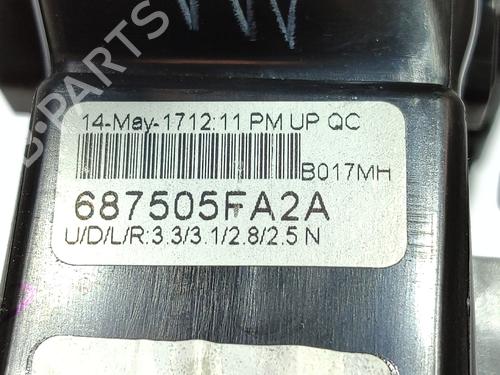 B-PARTS
14-May-1712:11 PM UP QC
B017MH
687505FA2A
U/D/L/R:3.3/3.1/2.8/2.5 N